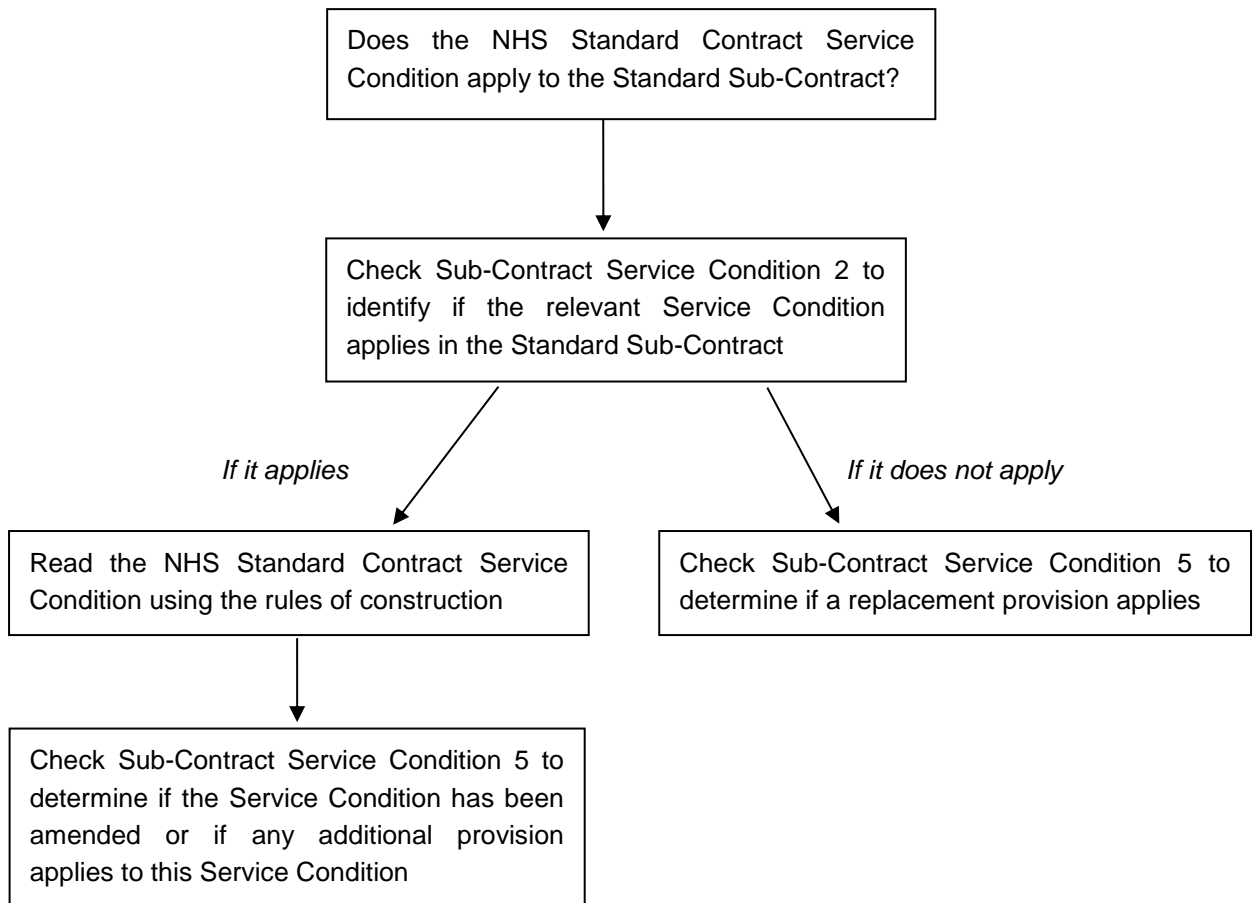 Does the NHS Standard Contract Service
Condition apply to the Standard Sub-Contract?
Check Sub-Contract Service Condition 2 to
identify if the relevant Service Condition
applies in the Standard Sub-Contract
If it applies
If it does not apply
Read the NHS Standard Contract Service
Condition using the rules of construction
Check Sub-Contract Service Condition 5 to
determine if a replacement provision applies
Check Sub-Contract Service Condition 5 to
determine if the Service Condition has been
amended or if any additional provision
applies to this Service Condition